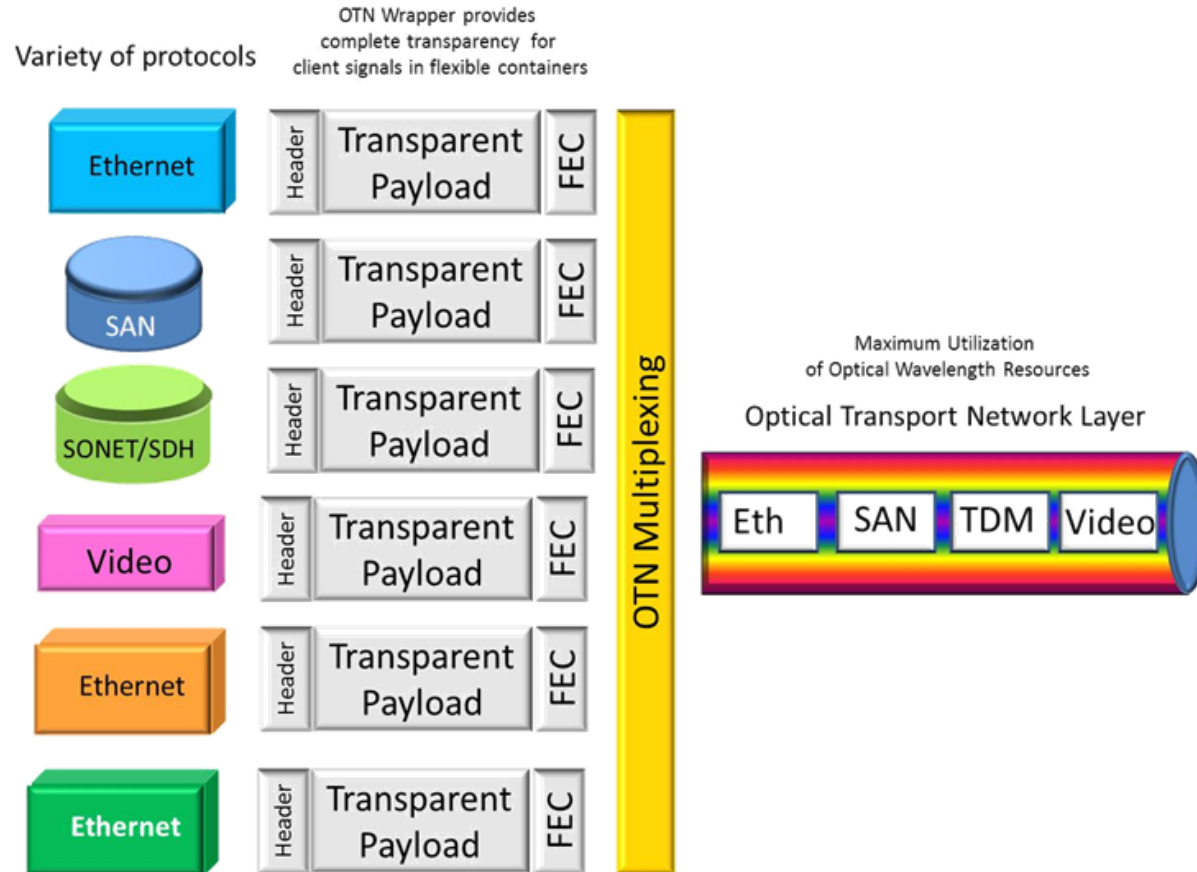 OTN Wrapper provides
complete transparency for
client signals in flexible containers
Variety of protocols
Ethernet
Header
Transparent
Payload
FEC
SAN
Header
Transparent
Payload
FEC
SONET/SDH
Header
Transparent
Payload
FEC
Video
Header
Transparent
Payload
FEC
Ethernet
Header
Transparent
Payload
FEC
Ethernet
Header
Transparent
Payload
FEC
OTN Multiplexing
Maximum Utilization
of Optical Wavelength Resources
Optical Transport Network Layer
Eth
SAN
TDM
Video